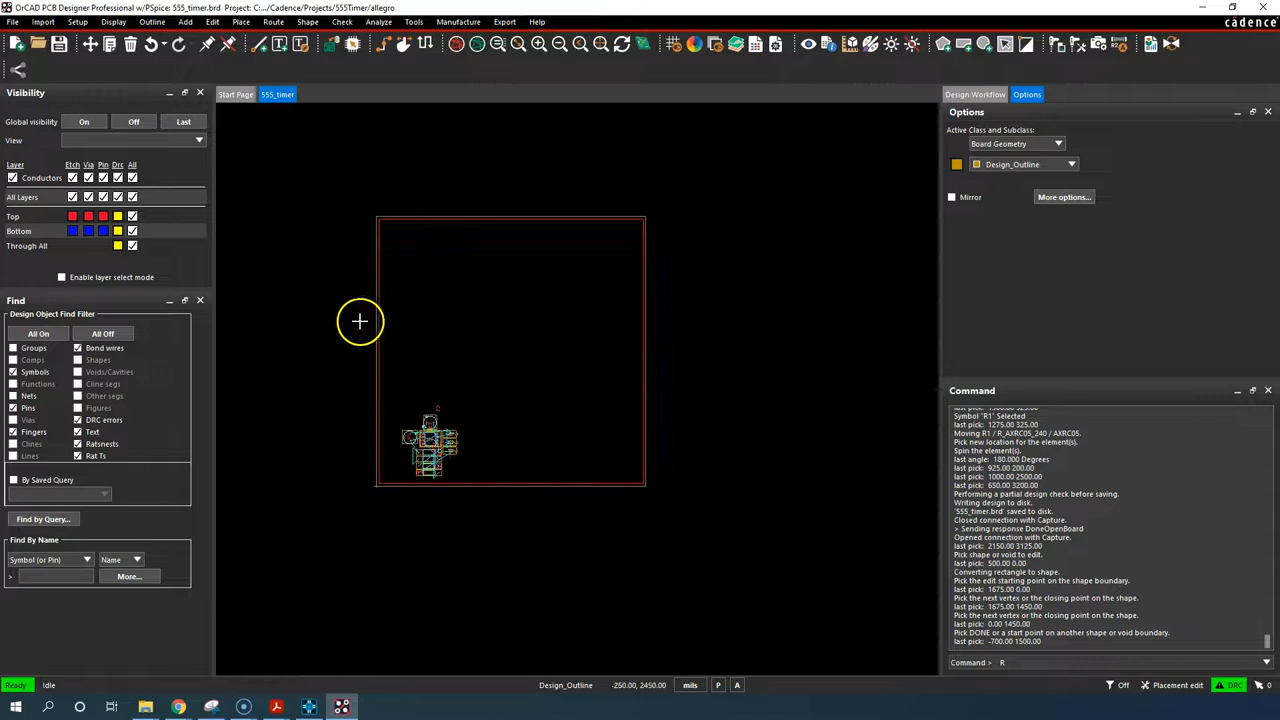 OrCAD PCB Designer Professional w/PSpice: 555_timer.brd Project: C:.../Cadence/Projects/555Timer/allegro
File Import Setup Display Outline Add Edit Place Route Shape Check Analyze Tools Manufacture Export Help
cadence
Visibility
Global visibility On Off Last
View
Layer Etch Via Pin Drc All
Conductors
All Layers
Top
Bottom
Through All
Enable layer select mode
Find
Design Object Find Filter
All On All Off
Groups Bond wires
Comps Shapes
Symbols Voids/Cavities
Functions Cline segs
Nets Other segs
Pins Figures
Vias DRC errors
Fingers Text
Clines Ratsnests
Lines Rat Ts
By Saved Query
Find by Query...
Find By Name
Symbol (or Pin) Name
> More...
Start Page 555_timer
Design Workflow Options
Options
Active Class and Subclass:
Board Geometry
Design_Outline
Mirror More options...
Command
Symbol "R1" Selected
last pick: 1275.00 325.00
Moving R1 / R_AXRC05_240 / AXRC05.
Pick new location for the element(s).
Spin the element(s).
last angle: 180.000 Degrees
last pick: 925.00 200.00
last pick: 1000.00 2500.00
last pick: 650.00 3200.00
Performing a partial design check before saving.
Writing design to disk.
'555_timer.brd' saved to disk.
Closed connection with Capture.
> Sending response DoneOpenBoard
Opened connection with Capture.
last pick: 2150.00 3125.00
Pick shape or void to edit.
last pick: 500.00 0.00
Converting rectangle to shape.
Pick the edit starting point on the shape boundary.
last pick: 1675.00 0.00
Pick the next vertex or the closing point on the shape.
last pick: 1675.00 1450.00
Pick the next vertex or the closing point on the shape.
last pick: 0.00 1450.00
Pick DONE or a start point on another shape or void boundary.
last pick: -700.00 1500.00
Command > R
Ready Idle Design_Outline -250.00, 2450.00 mils P A Off Placement edit DRC 0